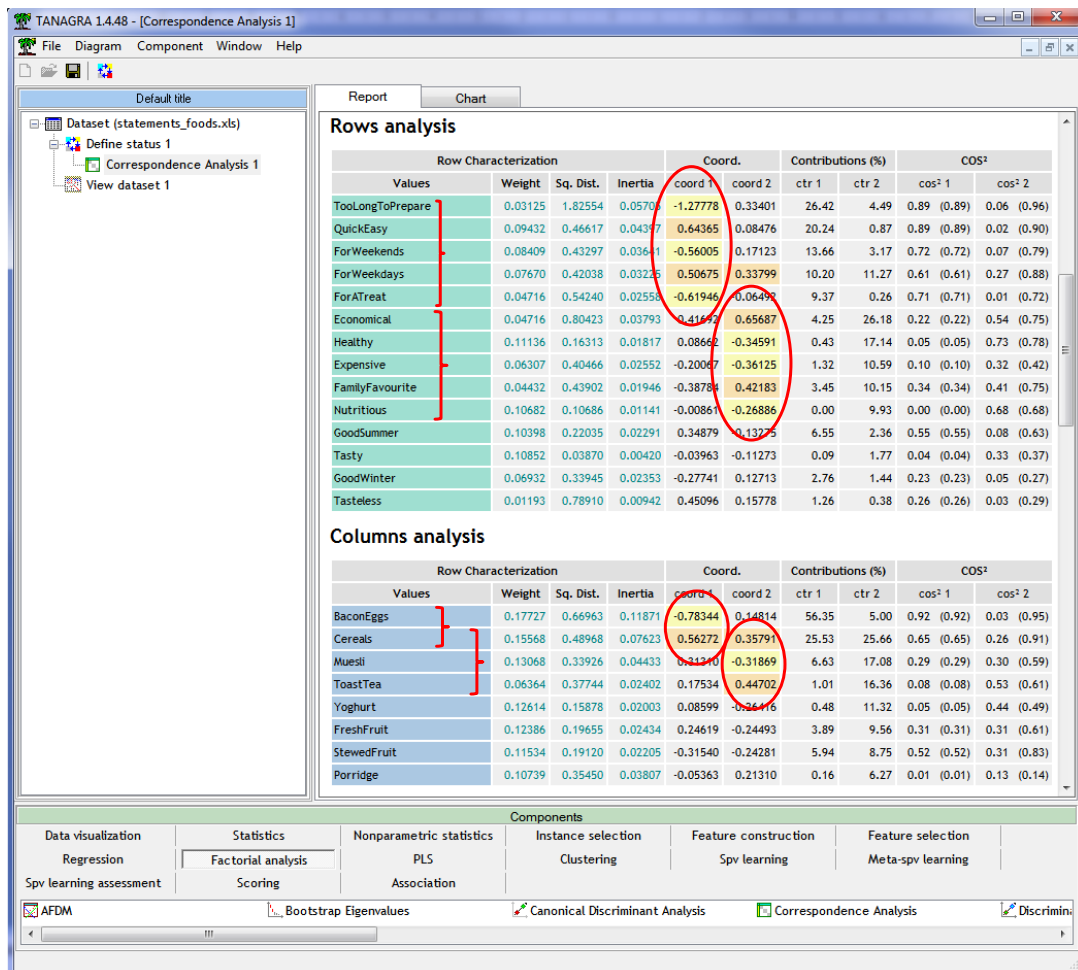 TANAGRA 1.4.48 - [Correspondence Analysis 1]
File Diagram Component Window Help
Default title
Dataset (statements_foods.xls)
Define status 1
Correspondence Analysis 1
View dataset 1
Report Chart
Rows analysis
Row Characterization Coord. Contributions (%) COS²
Values Weight Sq. Dist. Inertia coord 1 coord 2 ctr 1 ctr 2 cos² 1 cos² 2
TooLongToPrepare 0.03125 1.82554 0.05705 -1.27778 0.33401 26.42 4.49 0.89 (0.89) 0.06 (0.96)
QuickEasy 0.09432 0.46617 0.04397 0.64365 0.08476 20.24 0.87 0.89 (0.89) 0.02 (0.90)
ForWeekends 0.08409 0.43297 0.03641 -0.56005 0.17123 13.66 3.17 0.72 (0.72) 0.07 (0.79)
ForWeekdays 0.07670 0.42038 0.03225 0.50675 0.33799 10.20 11.27 0.61 (0.61) 0.27 (0.88)
ForATreat 0.04716 0.54240 0.02558 -0.61946 -0.06492 9.37 0.26 0.71 (0.71) 0.01 (0.72)
Economical 0.04716 0.80423 0.03793 0.41692 0.65687 4.25 26.18 0.22 (0.22) 0.54 (0.75)
Healthy 0.11136 0.16313 0.01817 0.08662 -0.34591 0.43 17.14 0.05 (0.05) 0.73 (0.78)
Expensive 0.06307 0.40466 0.02552 -0.20067 -0.36125 1.32 10.59 0.10 (0.10) 0.32 (0.42)
FamilyFavourite 0.04432 0.43902 0.01946 -0.38784 0.42183 3.45 10.15 0.34 (0.34) 0.41 (0.75)
Nutritious 0.10682 0.10686 0.01141 -0.00861 -0.26886 0.00 9.93 0.00 (0.00) 0.68 (0.68)
GoodSummer 0.10398 0.22035 0.02291 0.34879 -0.13275 6.55 2.36 0.55 (0.55) 0.08 (0.63)
Tasty 0.10852 0.03870 0.00420 -0.03963 -0.11273 0.09 1.77 0.04 (0.04) 0.33 (0.37)
GoodWinter 0.06932 0.33945 0.02353 -0.27741 0.12713 2.76 1.44 0.23 (0.23) 0.05 (0.27)
Tasteless 0.01193 0.78910 0.00942 0.45096 0.15778 1.26 0.38 0.26 (0.26) 0.03 (0.29)
Columns analysis
Row Characterization Coord. Contributions (%) COS²
Values Weight Sq. Dist. Inertia coord 1 coord 2 ctr 1 ctr 2 cos² 1 cos² 2
BaconEggs 0.17727 0.66963 0.11871 -0.78344 0.14814 56.35 5.00 0.92 (0.92) 0.03 (0.95)
Cereals 0.15568 0.48968 0.07623 0.56272 0.35791 25.53 25.66 0.65 (0.65) 0.26 (0.91)
Muesli 0.13068 0.33926 0.04433 0.31310 -0.31869 6.63 17.08 0.29 (0.29) 0.30 (0.59)
ToastTea 0.06364 0.37744 0.02402 0.17534 0.44702 1.01 16.36 0.08 (0.08) 0.53 (0.61)
Yoghurt 0.12614 0.15878 0.02003 0.08599 -0.26416 0.48 11.32 0.05 (0.05) 0.44 (0.49)
FreshFruit 0.12386 0.19655 0.02434 0.24619 -0.24493 3.89 9.56 0.31 (0.31) 0.31 (0.61)
StewedFruit 0.11534 0.19120 0.02205 -0.31540 -0.24281 5.94 8.75 0.52 (0.52) 0.31 (0.83)
Porridge 0.10739 0.35450 0.03807 -0.05363 0.21310 0.16 6.27 0.01 (0.01) 0.13 (0.14)
Components
Data visualization Statistics Nonparametric statistics Instance selection Feature construction Feature selection
Regression Factorial analysis PLS Clustering Spv learning Meta-spv learning
Spv learning assessment Scoring Association
AFDM Bootstrap Eigenvalues Canonical Discriminant Analysis Correspondence Analysis Discrimin